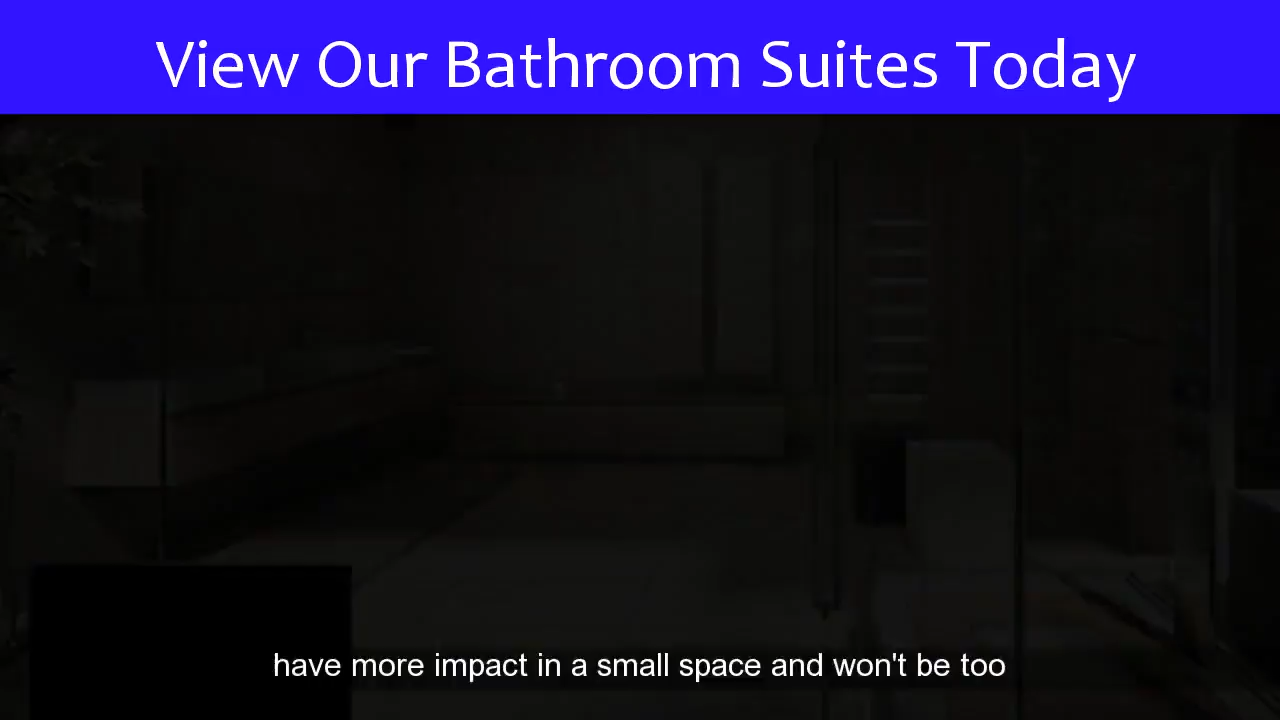 View Our Bathroom Suites Today
have more impact in a small space and won't be too